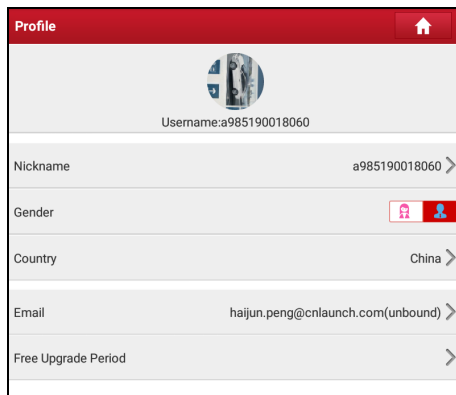 Profile
Username:a985190018060
Nickname a985190018060
Gender
Country China
Email haijun.peng@cnlaunch.com(unbound)
Free Upgrade Period